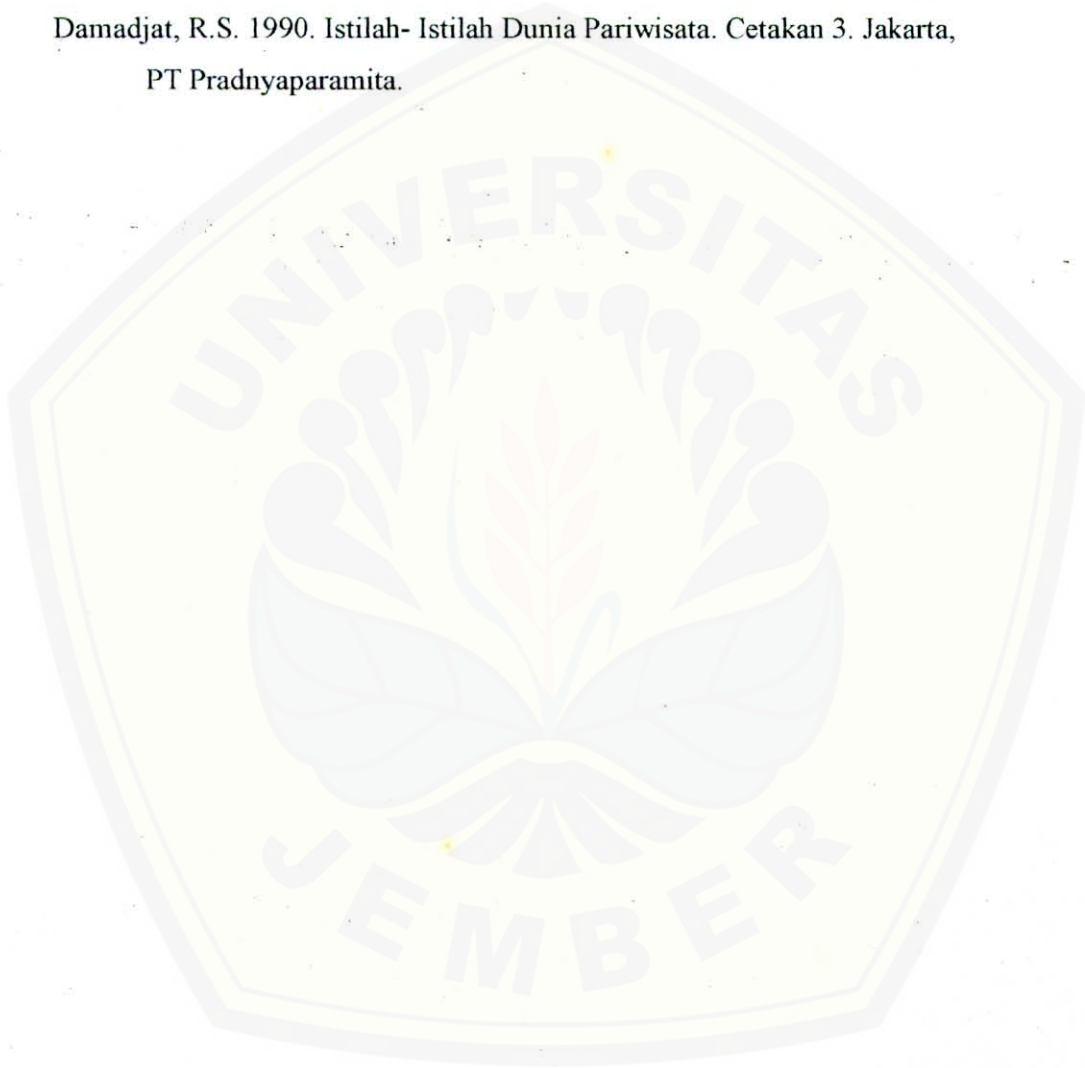 Damadjat, R.S. 1990. Istilah- Istilah Dunia Pariwisata. Cetakan 3. Jakarta,
PT Pradnyaparamita.
UNIVERSITAS
JEMBER